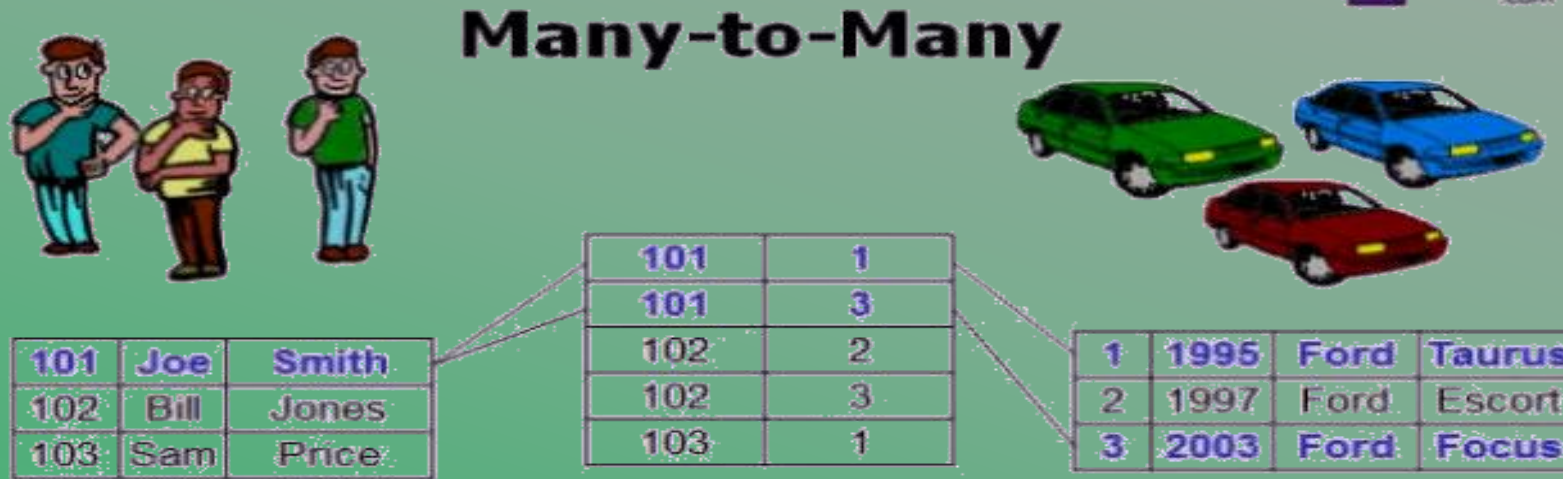 Many-to-Many
101 1
101 3
102 2
102 3
103 1
101 Joe Smith
102 Bill Jones
103 Sam Price
1 1995 Ford Taurus
2 1997 Ford Escort
3 2003 Ford Focus